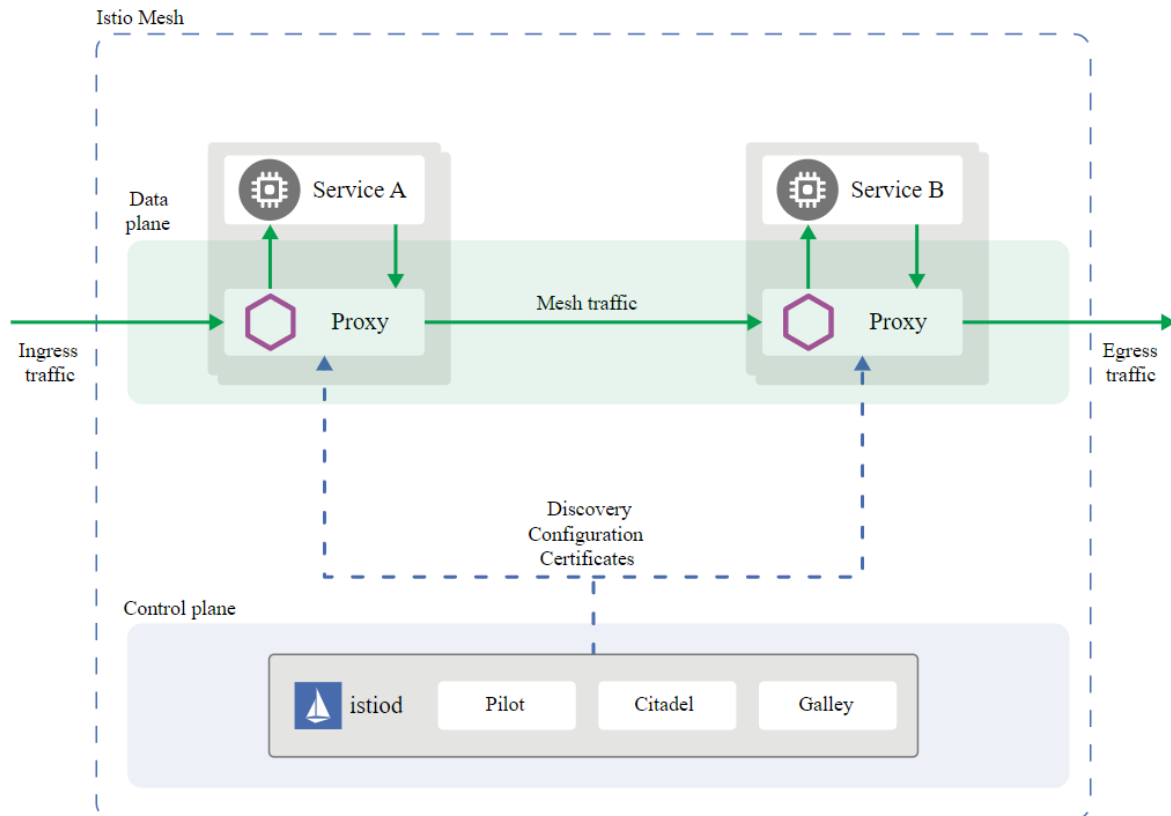 Istio Mesh
Data
plane
Service A
Service B
Proxy
Mesh traffic
Proxy
Ingress
traffic
Egress
traffic
Discovery
Configuration
Certificates
Control plane
istiod
Pilot
Citadel
Galley